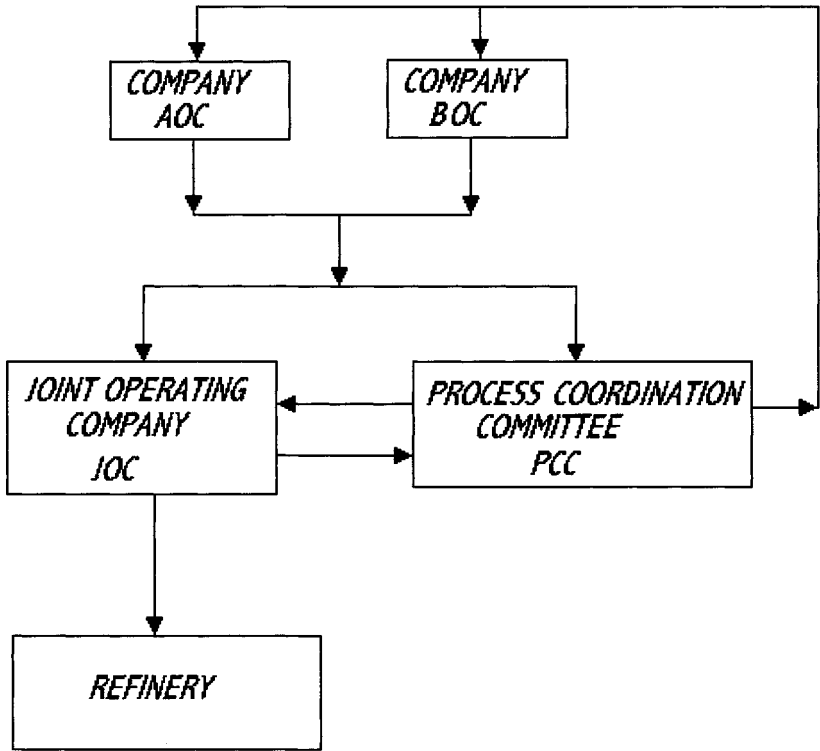 COMPANY
AOC
COMPANY
BOC
JOINT OPERATING
COMPANY
JOC
PROCESS COORDINATION
COMMITTEE
PCC
REFINERY